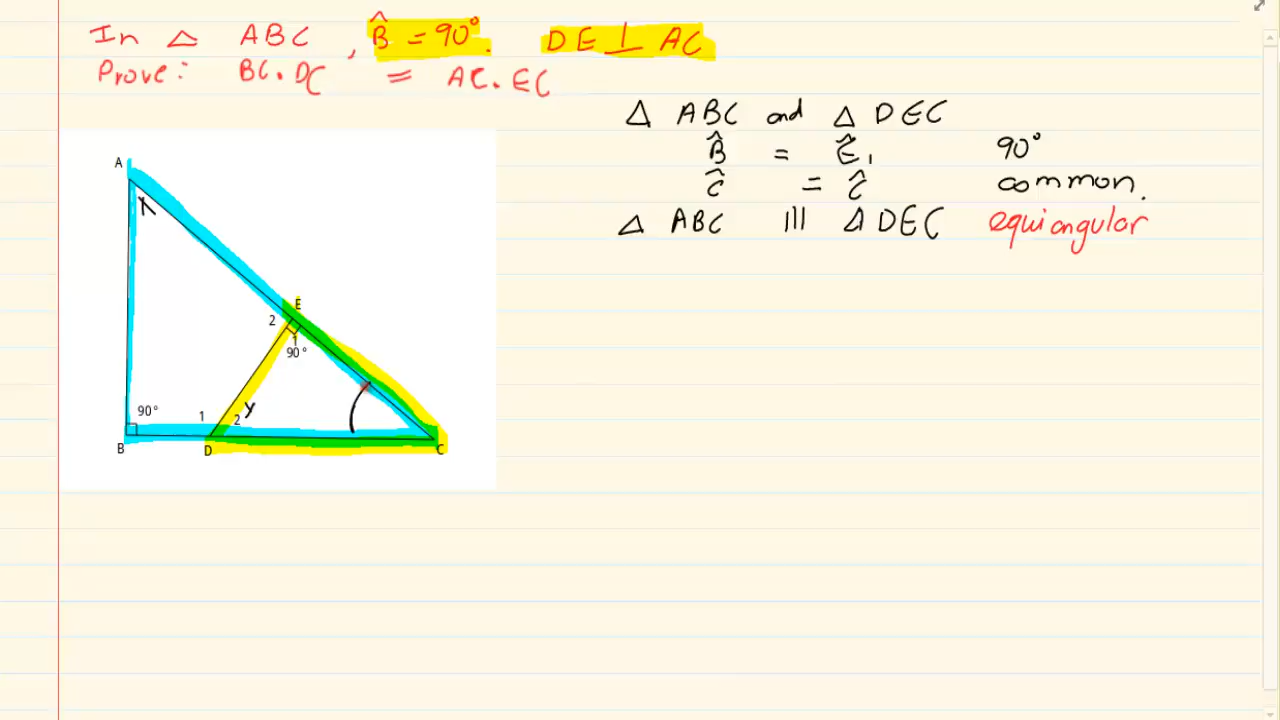 In △ ABC, B̂ = 90°. DE ⊥ AC
Prove: BC.DC = AC.EC
△ ABC and △ DEC
B̂ = Ê₁ 90°
Ĉ = Ĉ common.
△ ABC ||| △ DEC equiangular
A
x
E
2
1
90°
90°
1
2
y
B
D
C